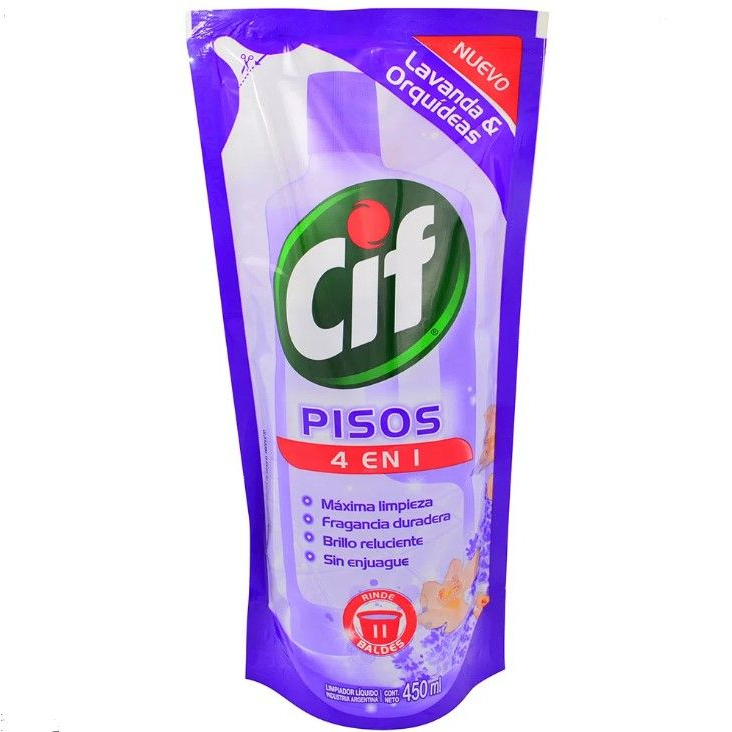 NUEVO
Lavanda &
Orquídeas
Cif
®
PISOS
4 EN 1
Máxima limpieza
Fragancia duradera
Brillo reluciente
Sin enjuague
RINDE
11
BALDES
LIMPIADOR LÍQUIDO
INDUSTRIA ARGENTINA
CONT.
NETO
450 ml